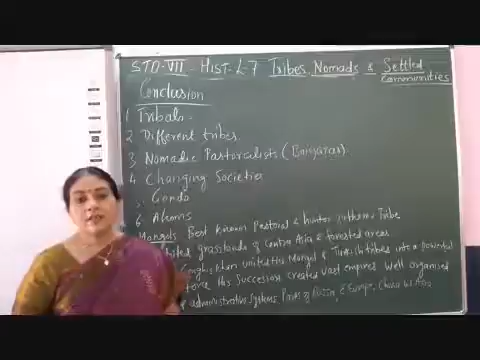 STD-VII - HIST-L-7 Tribes, Nomads & Settled Communities
Conclusion
1 Tribals.
2 Different tribes.
3 Nomadic Pastoralists (Banjaras).
4 Changing Societies
5. Gonds
6 Ahoms
Mongols Best Known Pastoral & hunter Tribe
grasslands of Central Asia & forested areas
Genghis Khan united the Mongol & Turkish tribes into a powerful
force His Successors created vast empires Well organised
administrative Systems Parts of Russia, E Europe, China W. Asia